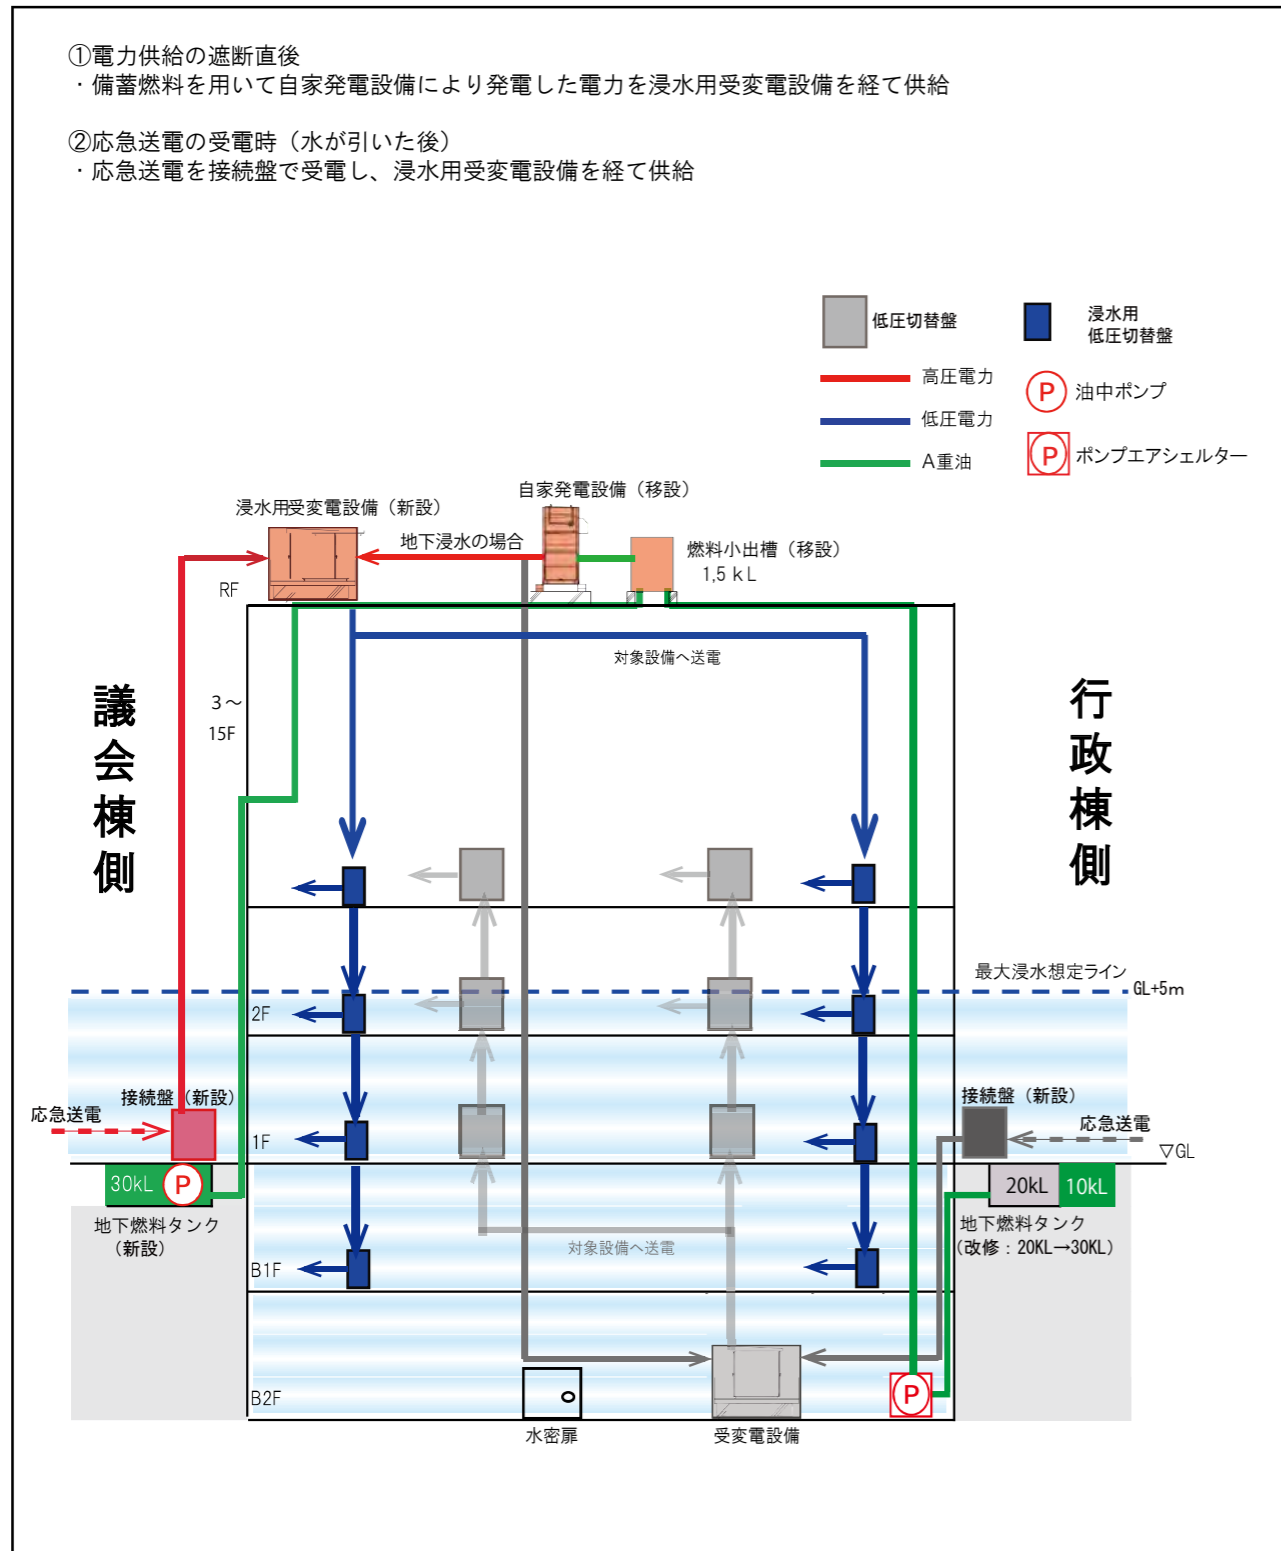 ①電力供給の遮断直後
・備蓄燃料を用いて自家発電設備により発電した電力を浸水用受変電設備を経て供給
②応急送電の受電時（水が引いた後）
・応急送電を接続盤で受電し、浸水用受変電設備を経て供給
低圧切替盤
浸水用
低圧切替盤
高圧電力
P
油中ポンプ
低圧電力
A重油
P
ポンプエアシェルター
浸水用受変電設備（新設）
自家発電設備（移設）
地下浸水の場合
燃料小出槽（移設）
1,5 kL
RF
対象設備へ送電
3～
15F
議会棟側
行政棟側
最大浸水想定ライン
GL+5m
2F
接続盤（新設）
応急送電
1F
接続盤（新設）
応急送電
▽GL
30kL
P
20kL
10kL
地下燃料タンク
（新設）
地下燃料タンク
（改修：20KL→30KL）
対象設備へ送電
B1F
B2F
P
水密扉
受変電設備